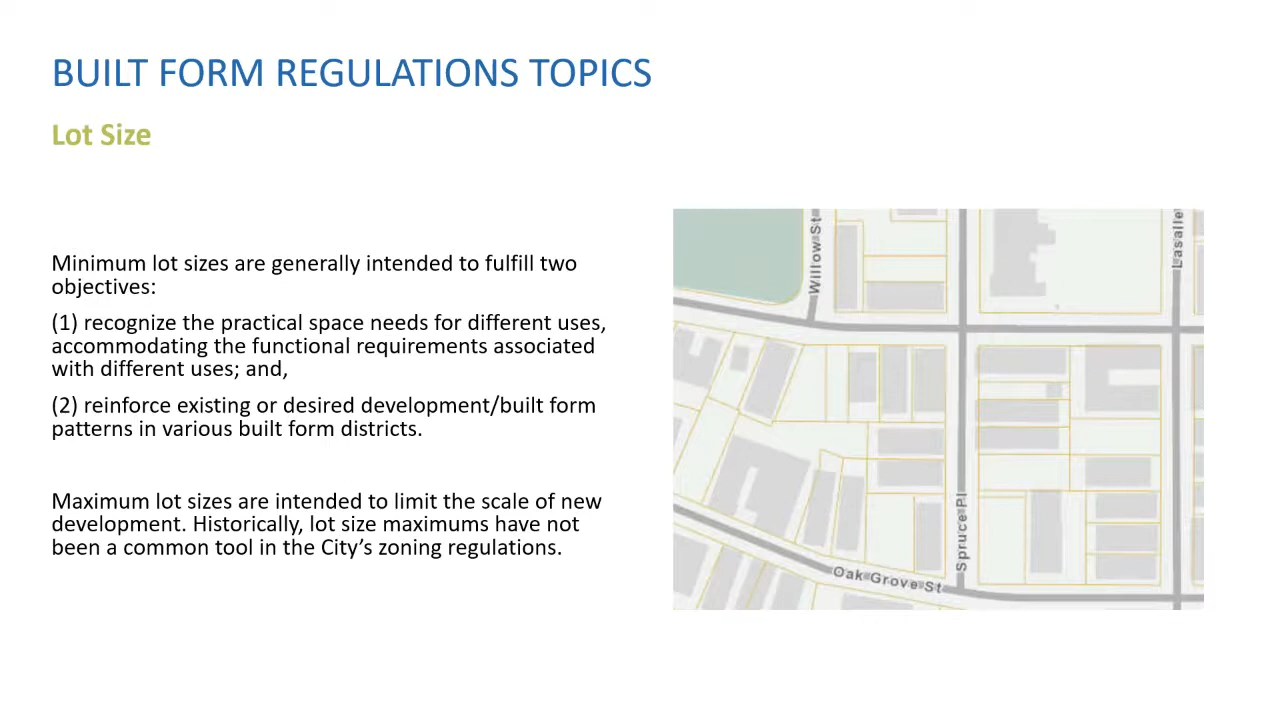 BUILT FORM REGULATIONS TOPICS
Lot Size
Minimum lot sizes are generally intended to fulfill two
objectives:
(1) recognize the practical space needs for different uses,
accommodating the functional requirements associated
with different uses; and,
(2) reinforce existing or desired development/built form
patterns in various built form districts.
Maximum lot sizes are intended to limit the scale of new
development. Historically, lot size maximums have not
been a common tool in the City's zoning regulations.
Willow St
Lasalle
Spruce Pl
Oak Grove St